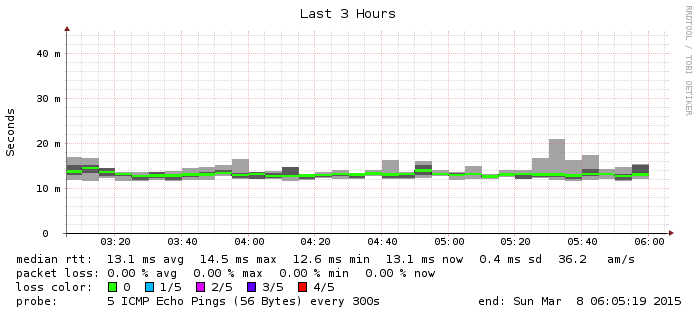 Last 3 Hours
RRDTOOL / TOBI OETIKER
Seconds
40 m
30 m
20 m
10 m
0
03:20 03:40 04:00 04:20 04:40 05:00 05:20 05:40 06:00
median rtt: 13.1 ms avg 14.5 ms max 12.6 ms min 13.1 ms now 0.4 ms sd 36.2 am/s
packet loss: 0.00 % avg 0.00 % max 0.00 % min 0.00 % now
loss color: 0 1/5 2/5 3/5 4/5
probe: 5 ICMP Echo Pings (56 Bytes) every 300s end: Sun Mar 8 06:05:19 2015